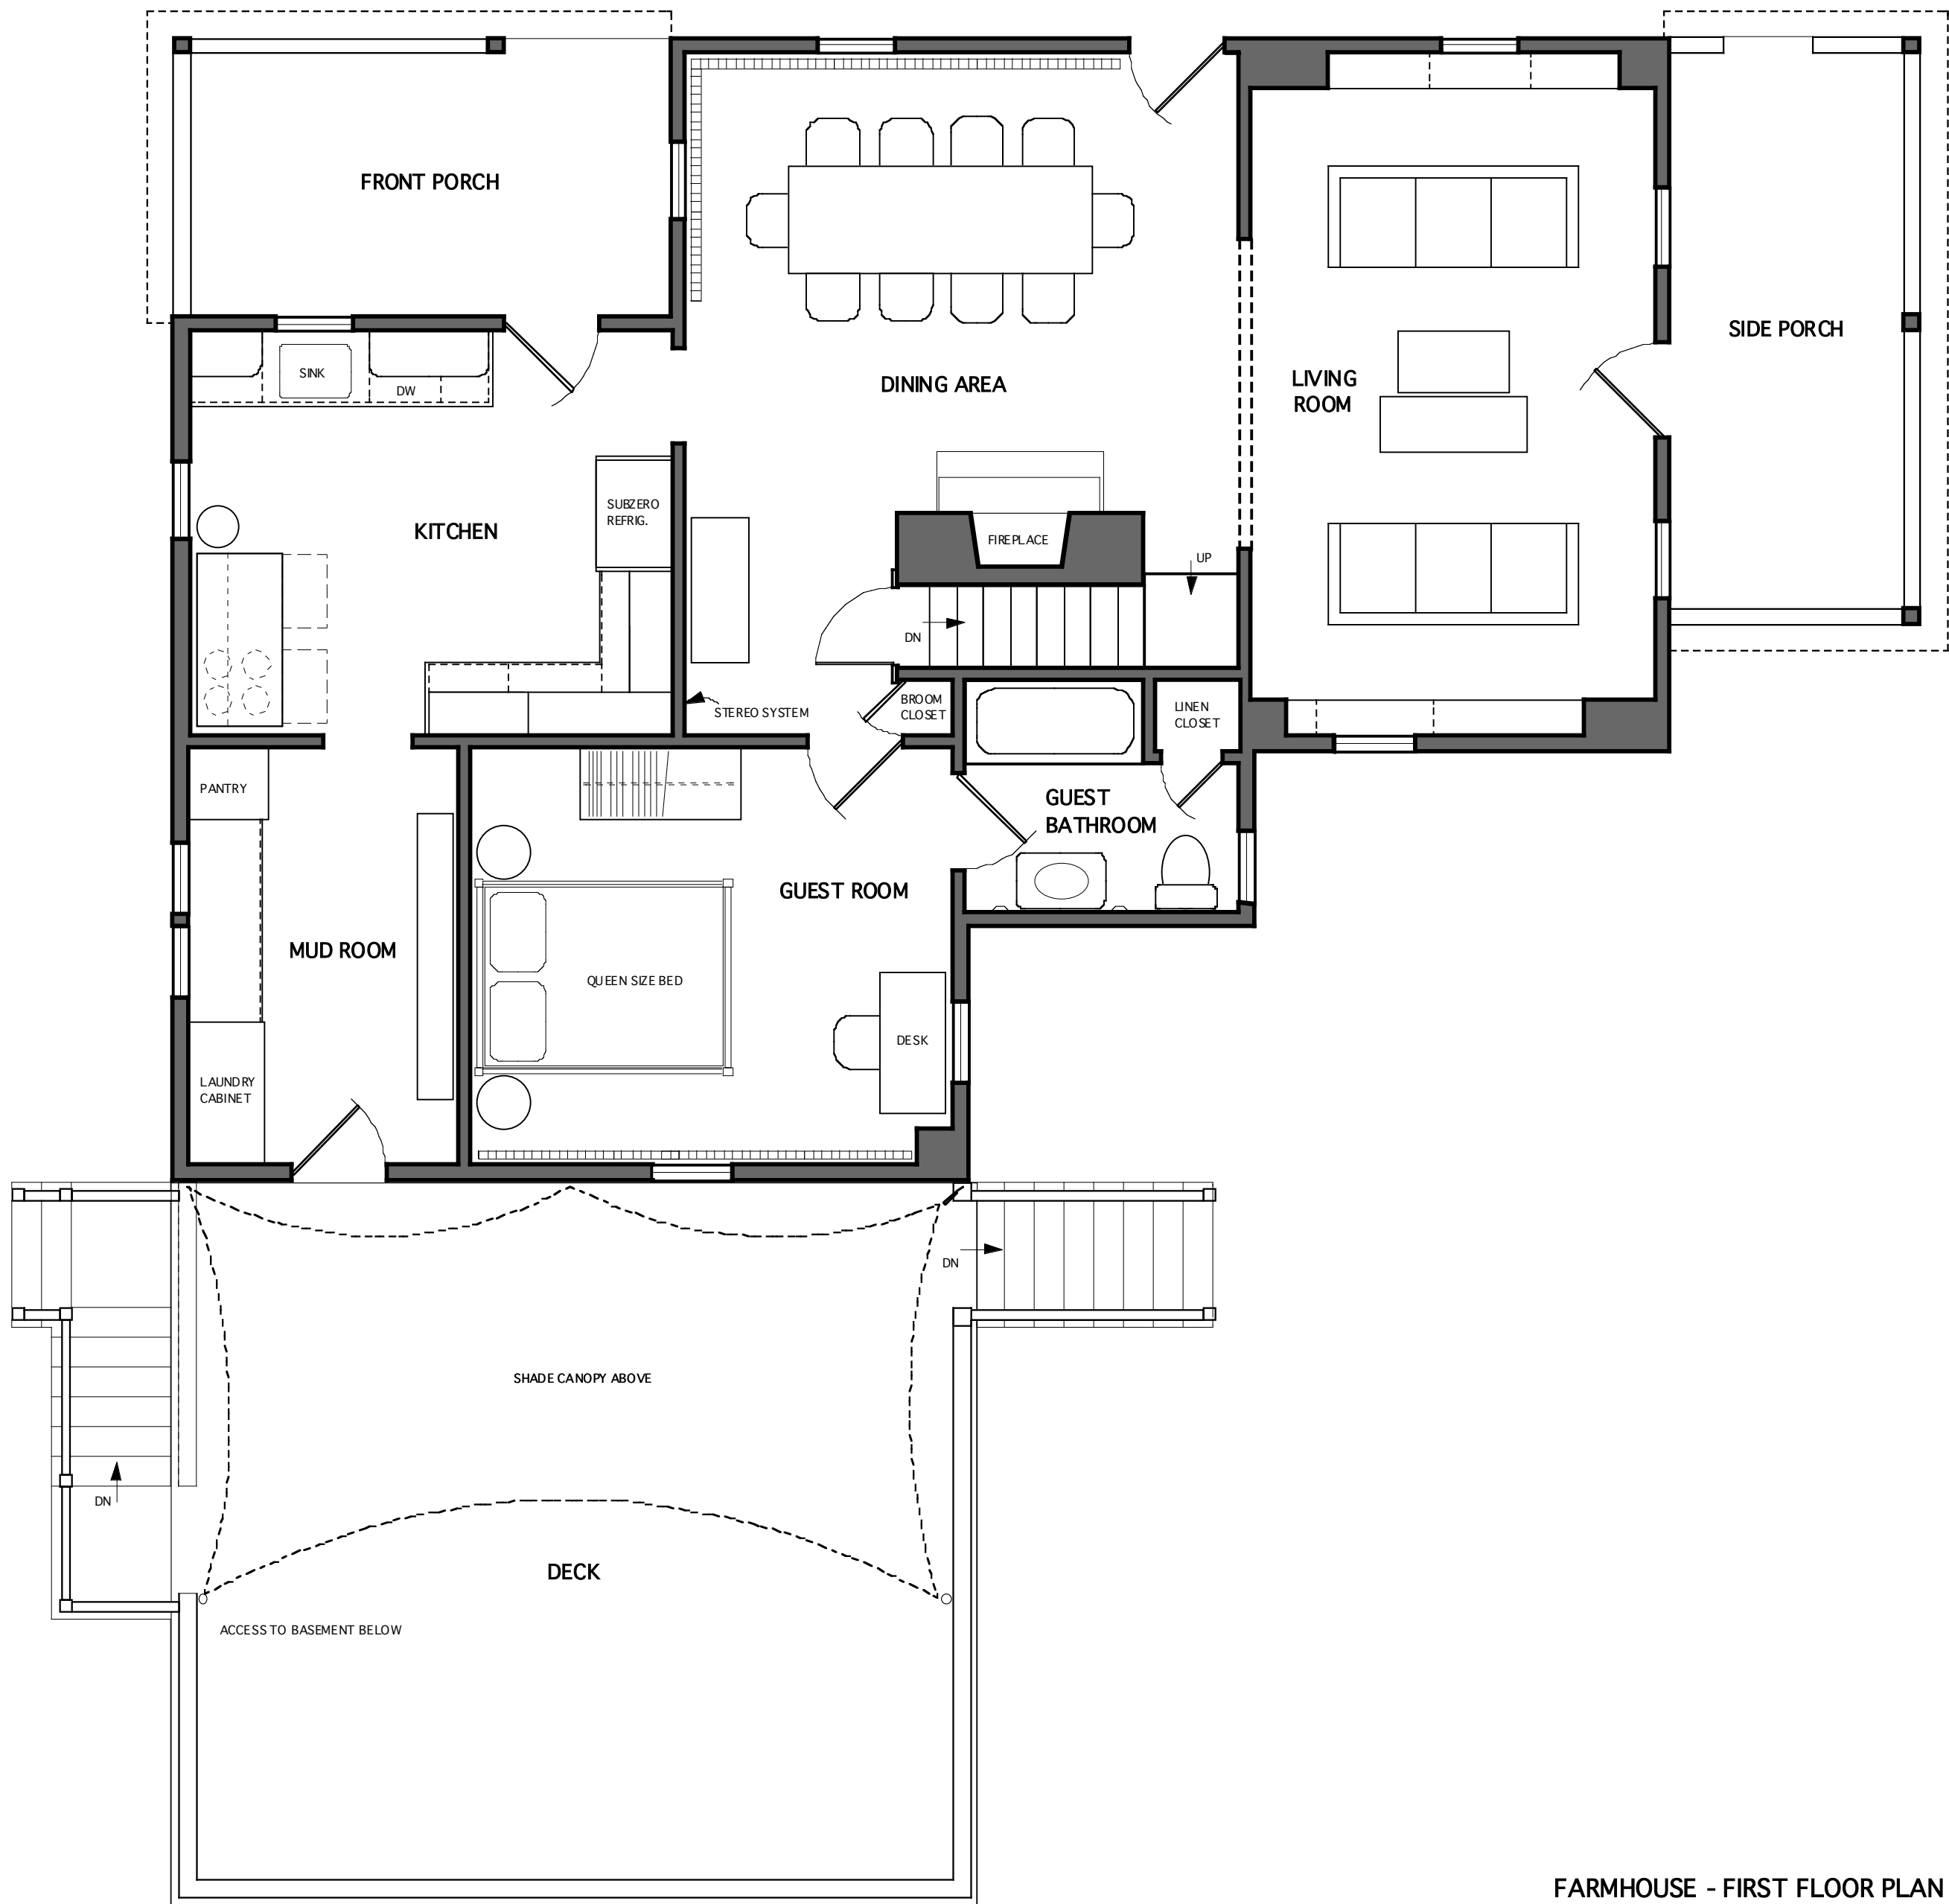 FRONT PORCH
SIDE PORCH
SINK
DW
DINING AREA
LIVING
ROOM
SUBZERO
REFRIG.
KITCHEN
FIREPLACE
UP
DN
STEREO SYSTEM
BROOM
CLOSET
LINEN
CLOSET
PANTRY
GUEST
BATHROOM
GUEST ROOM
MUD ROOM
QUEEN SIZE BED
DESK
LAUNDRY
CABINET
DN
SHADE CANOPY ABOVE
DN
DECK
ACCESS TO BASEMENT BELOW
FARMHOUSE - FIRST FLOOR PLAN